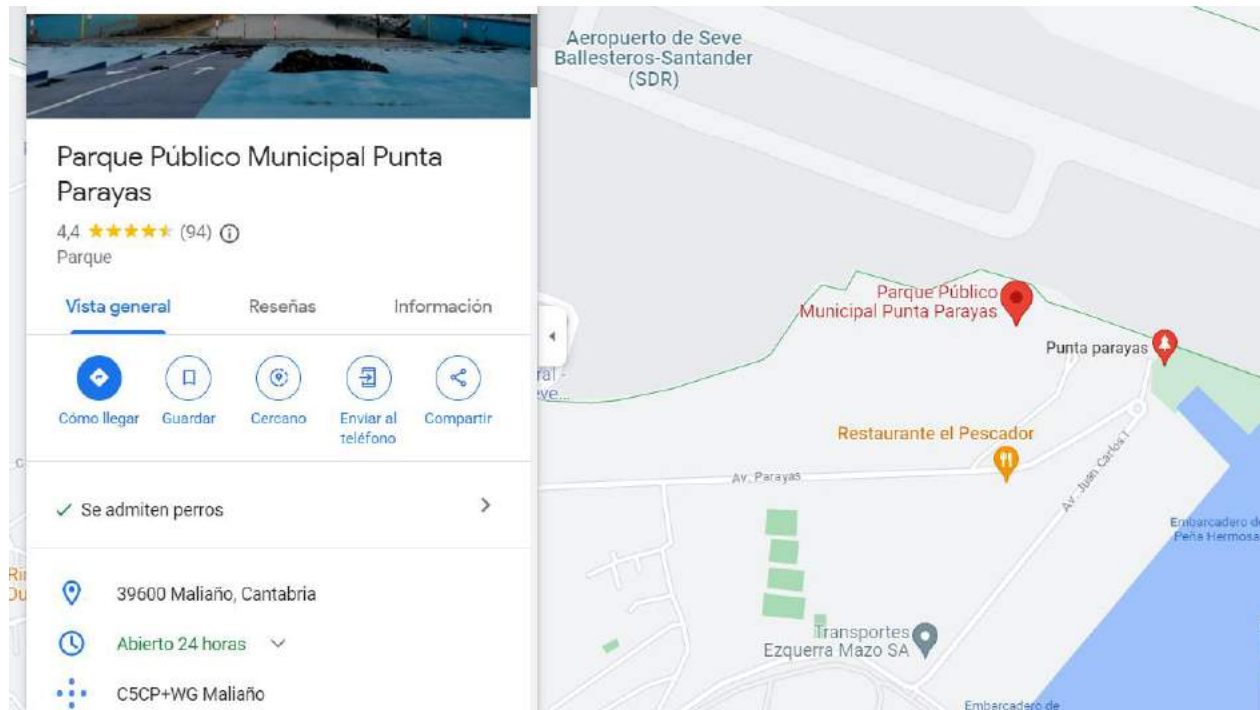 Parque Público Municipal Punta
Parayas
4,4 (94)
Parque
Vista general
Reseñas
Información
Cómo llegar
Guardar
Cercano
Enviar al
teléfono
Compartir
Se admiten perros
39600 Maliaño, Cantabria
Abierto 24 horas
C5CP+WG Maliaño
Aeropuerto de Seve
Ballesteros-Santander
(SDR)
Parque Público
Municipal Punta Parayas
Punta parayas
Restaurante el Pescador
Av. Parayas
Av. Juan Carlos I
Embarcadero de
Peña Hermosa
Transportes
Ezquerra Mazo SA
Embarcadero de